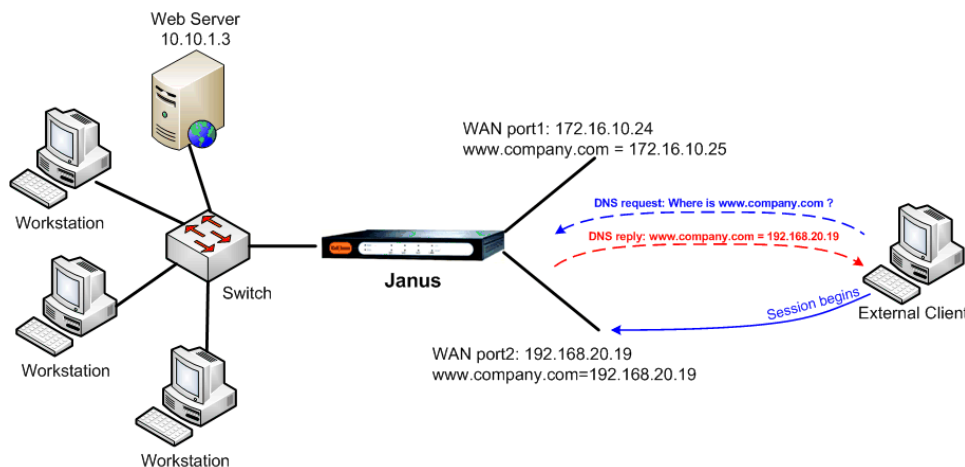 Web Server
10.10.1.3
WAN port1: 172.16.10.24
www.company.com = 172.16.10.25
Workstation
DNS request: Where is www.company.com ?
DNS reply: www.company.com = 192.168.20.19
Switch
Janus
Session begins
External Client
Workstation
WAN port2: 192.168.20.19
www.company.com=192.168.20.19
Workstation